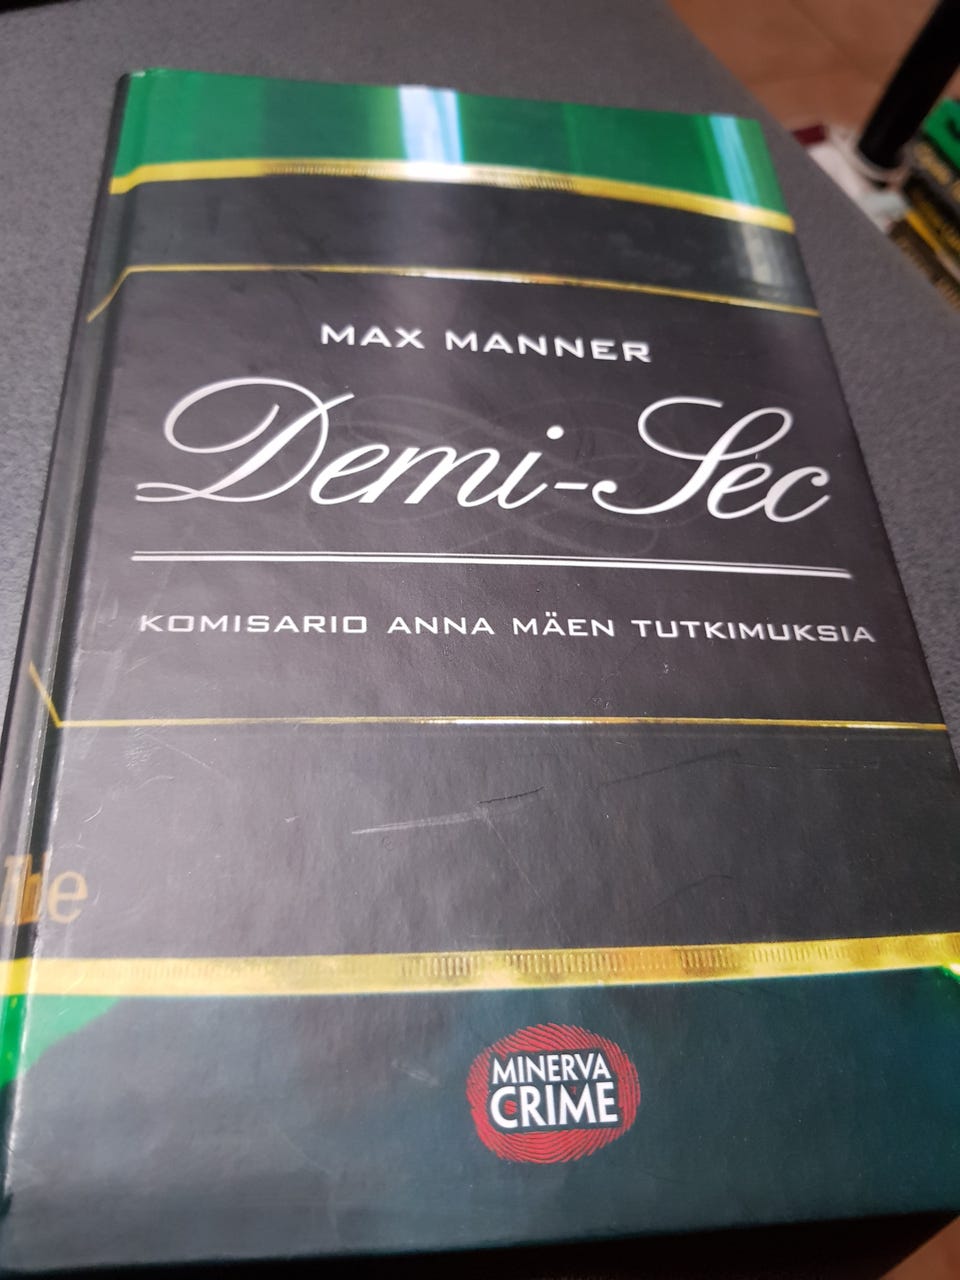 MAX MANNER
Demi-Sec
KOMISARIO ANNA MÄEN TUTKIMUKSIA
MINERVA
CRIME